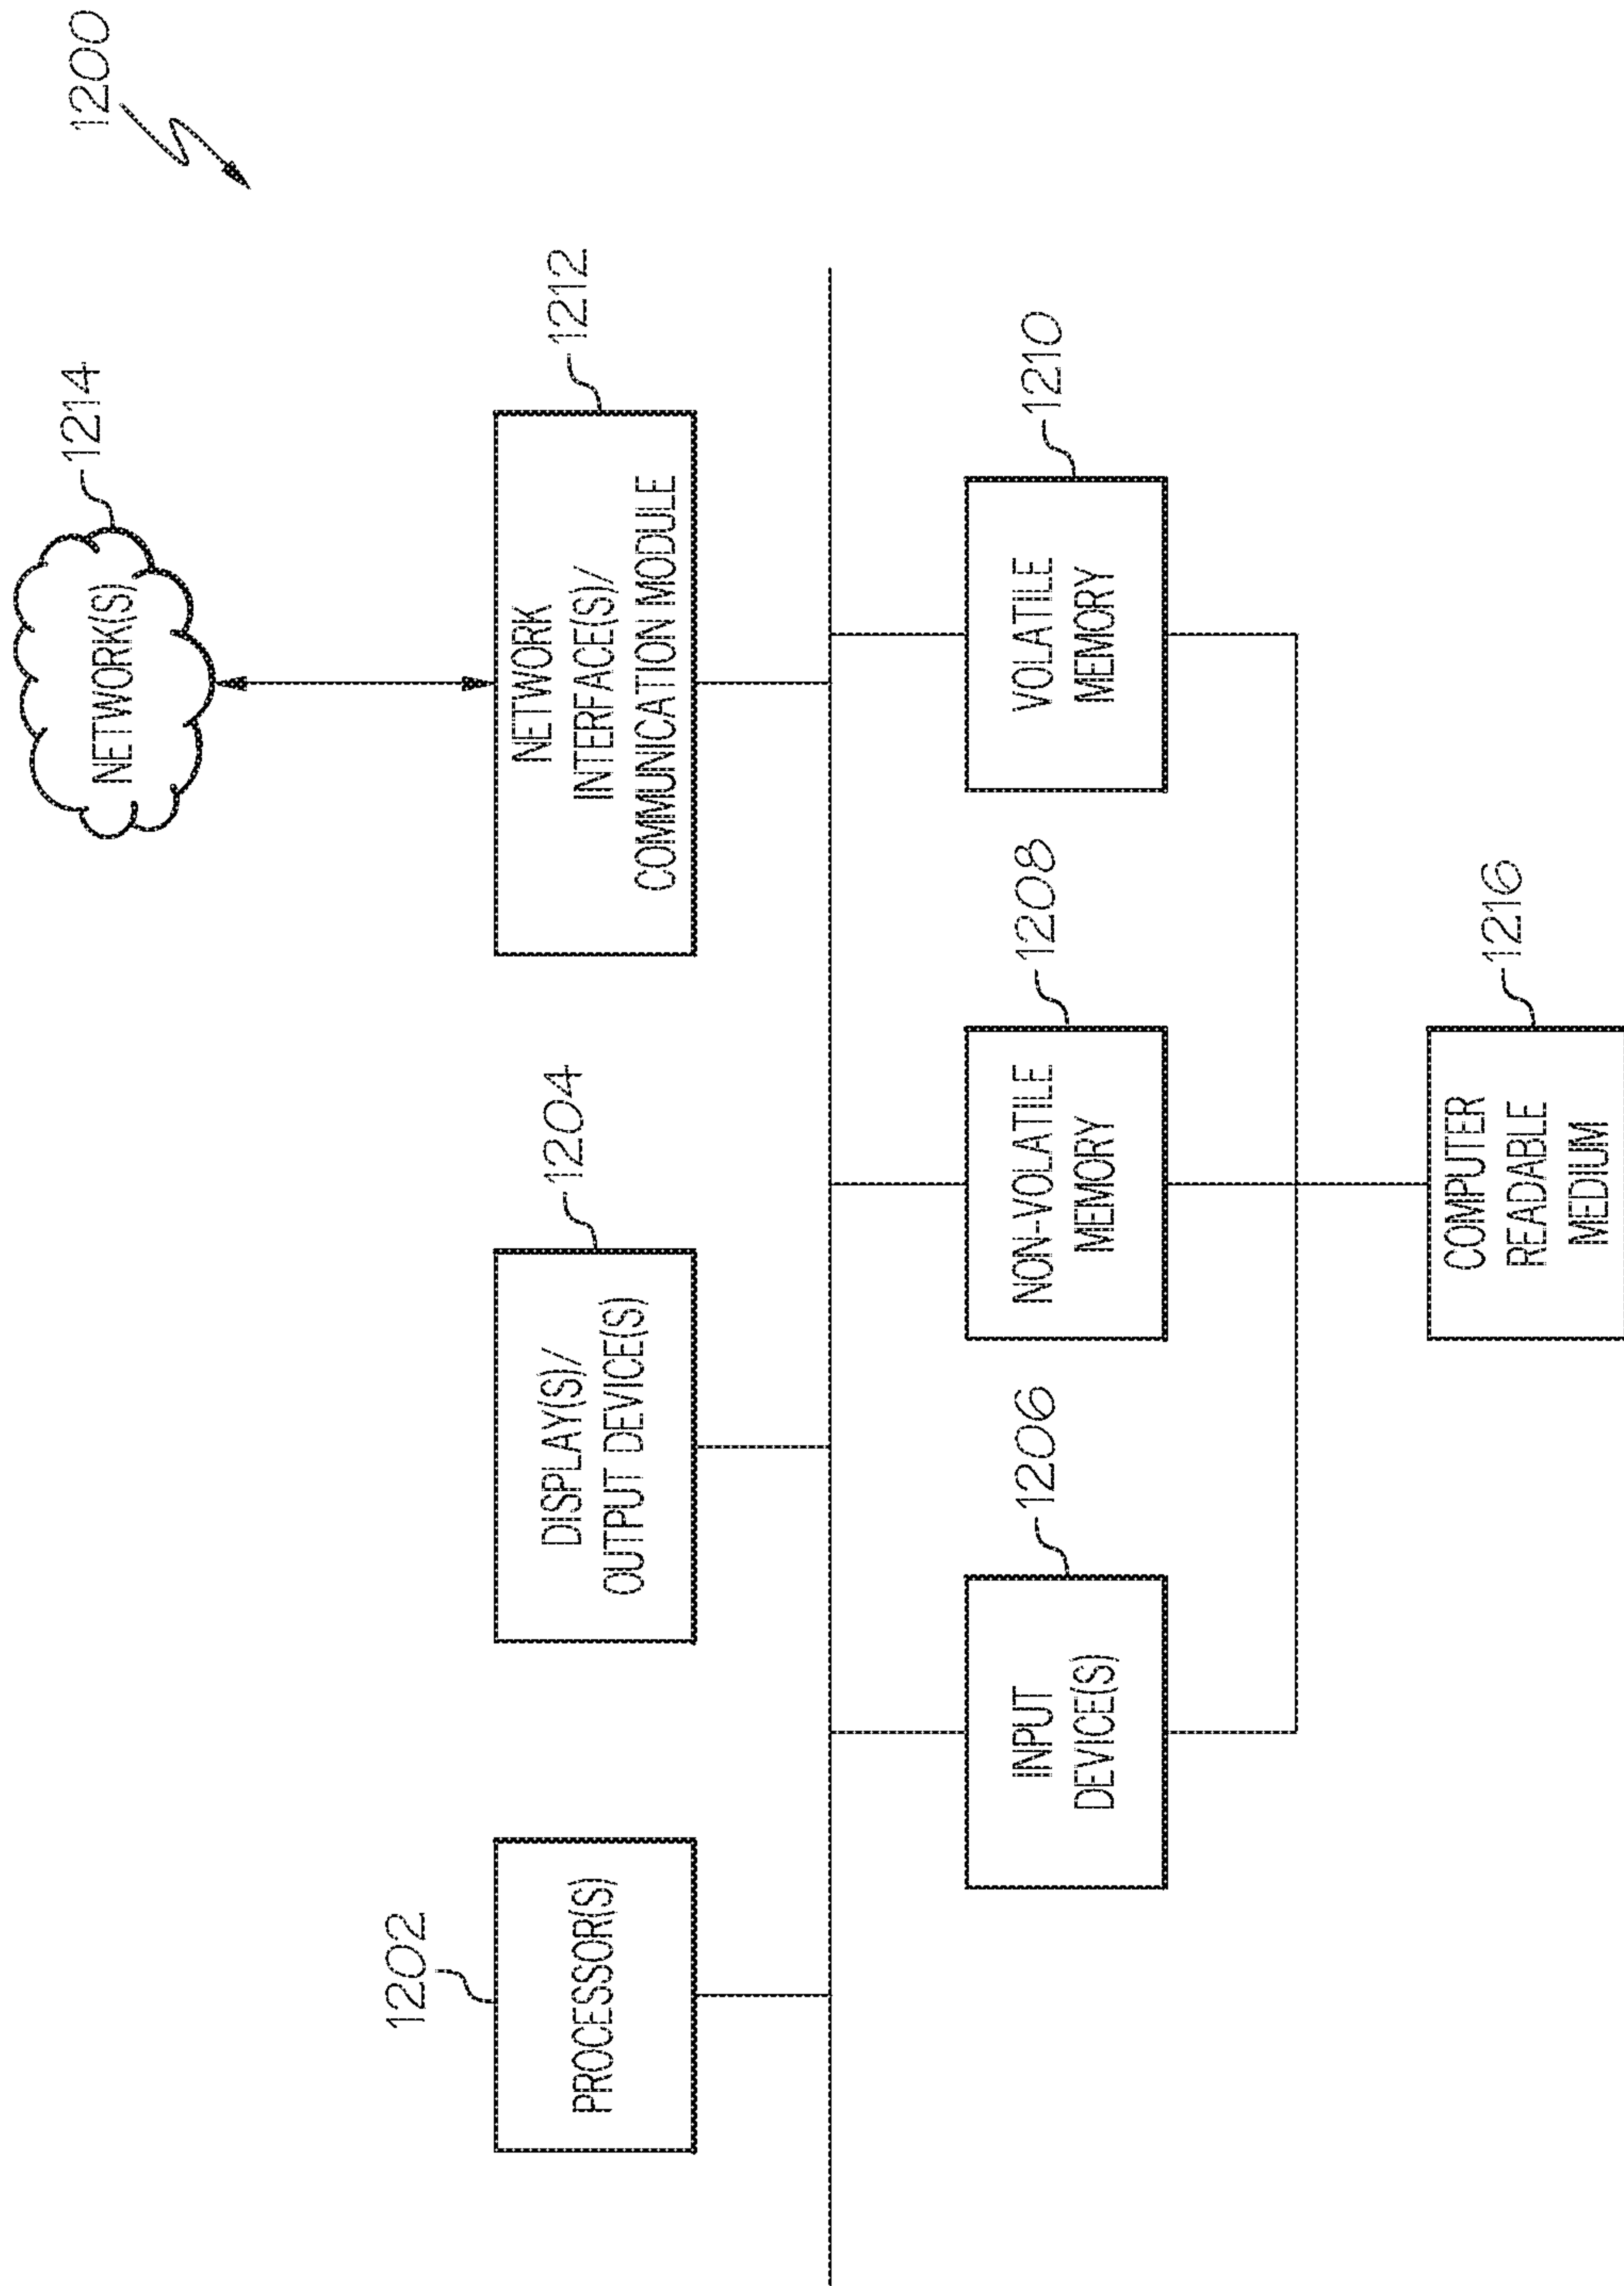 1200
NETWORK(S)
1214
1202
PROCESSOR(S)
DISPLAY(S)/
OUTPUT DEVICE(S)
1204
NETWORK
INTERFACE(S)/
COMMUNICATION MODULE
1212
INPUT
DEVICE(S)
1206
NON-VOLATILE
MEMORY
1208
VOLATILE
MEMORY
1210
COMPUTER
READABLE
MEDIUM
1216